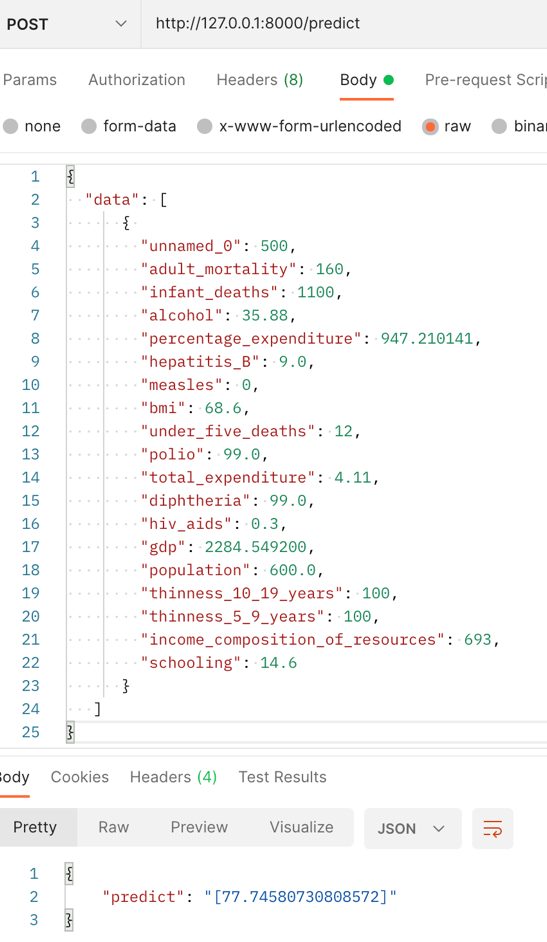 POST http://127.0.0.1:8000/predict
Params Authorization Headers (8) Body Pre-request Scrip
none form-data x-www-form-urlencoded raw binar
1 {
2 "data": [
3 {
4 "unnamed_0": 500,
5 "adult_mortality": 160,
6 "infant_deaths": 1100,
7 "alcohol": 35.88,
8 "percentage_expenditure": 947.210141,
9 "hepatitis_B": 9.0,
10 "measles": 0,
11 "bmi": 68.6,
12 "under_five_deaths": 12,
13 "polio": 99.0,
14 "total_expenditure": 4.11,
15 "diphtheria": 99.0,
16 "hiv_aids": 0.3,
17 "gdp": 2284.549200,
18 "population": 600.0,
19 "thinness_10_19_years": 100,
20 "thinness_5_9_years": 100,
21 "income_composition_of_resources": 693,
22 "schooling": 14.6
23 }
24 ]
25 }
Body Cookies Headers (4) Test Results
Pretty Raw Preview Visualize JSON
1 {
2 "predict": "[77.74580730808572]"
3 }